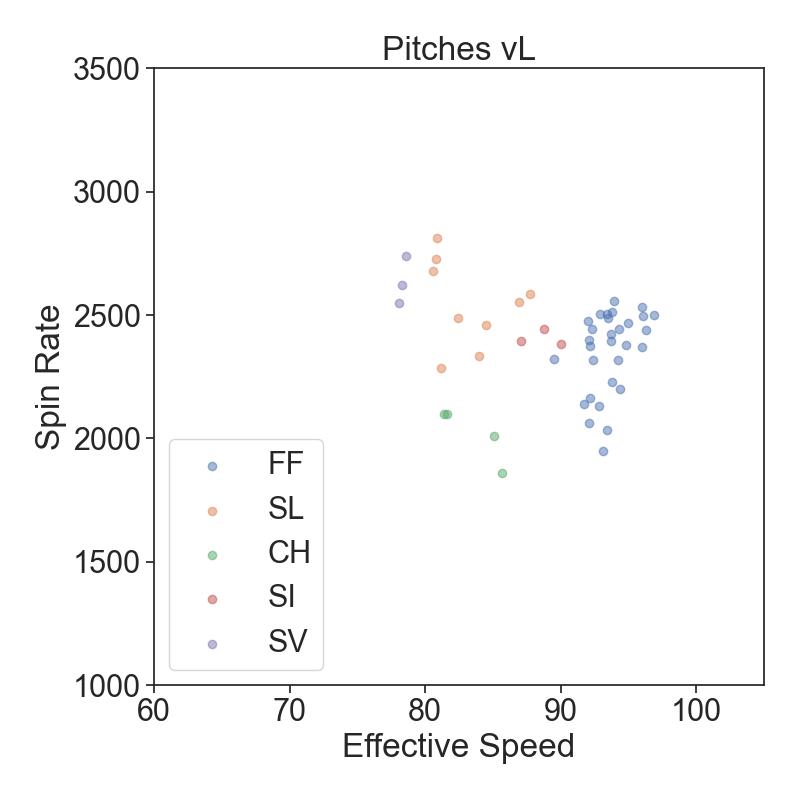 Pitches vL
3500
3000
2500
2000
1500
1000
Spin Rate
FF
SL
CH
SI
SV
60 70 80 90 100
Effective Speed